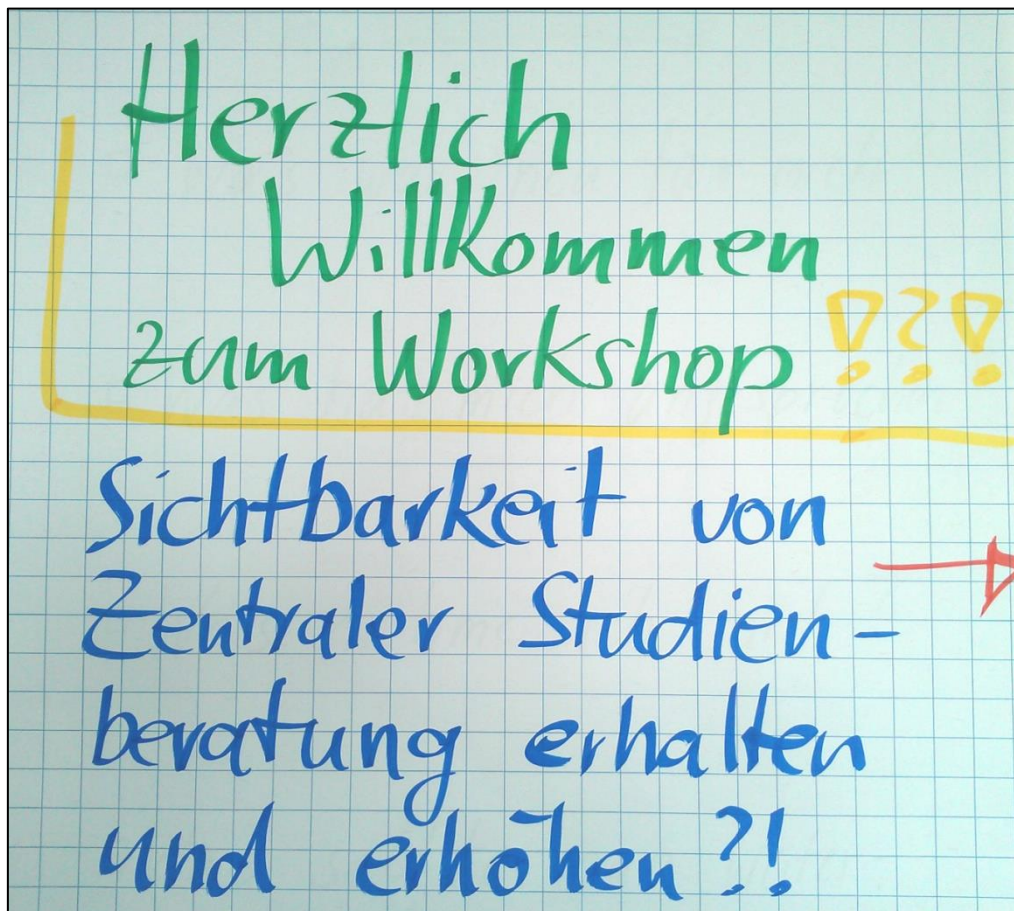 Herzlich
Willkommen
zum Workshop !?!
Sichtbarkeit von
Zentraler Studien-
beratung erhalten
und erhöhen?!